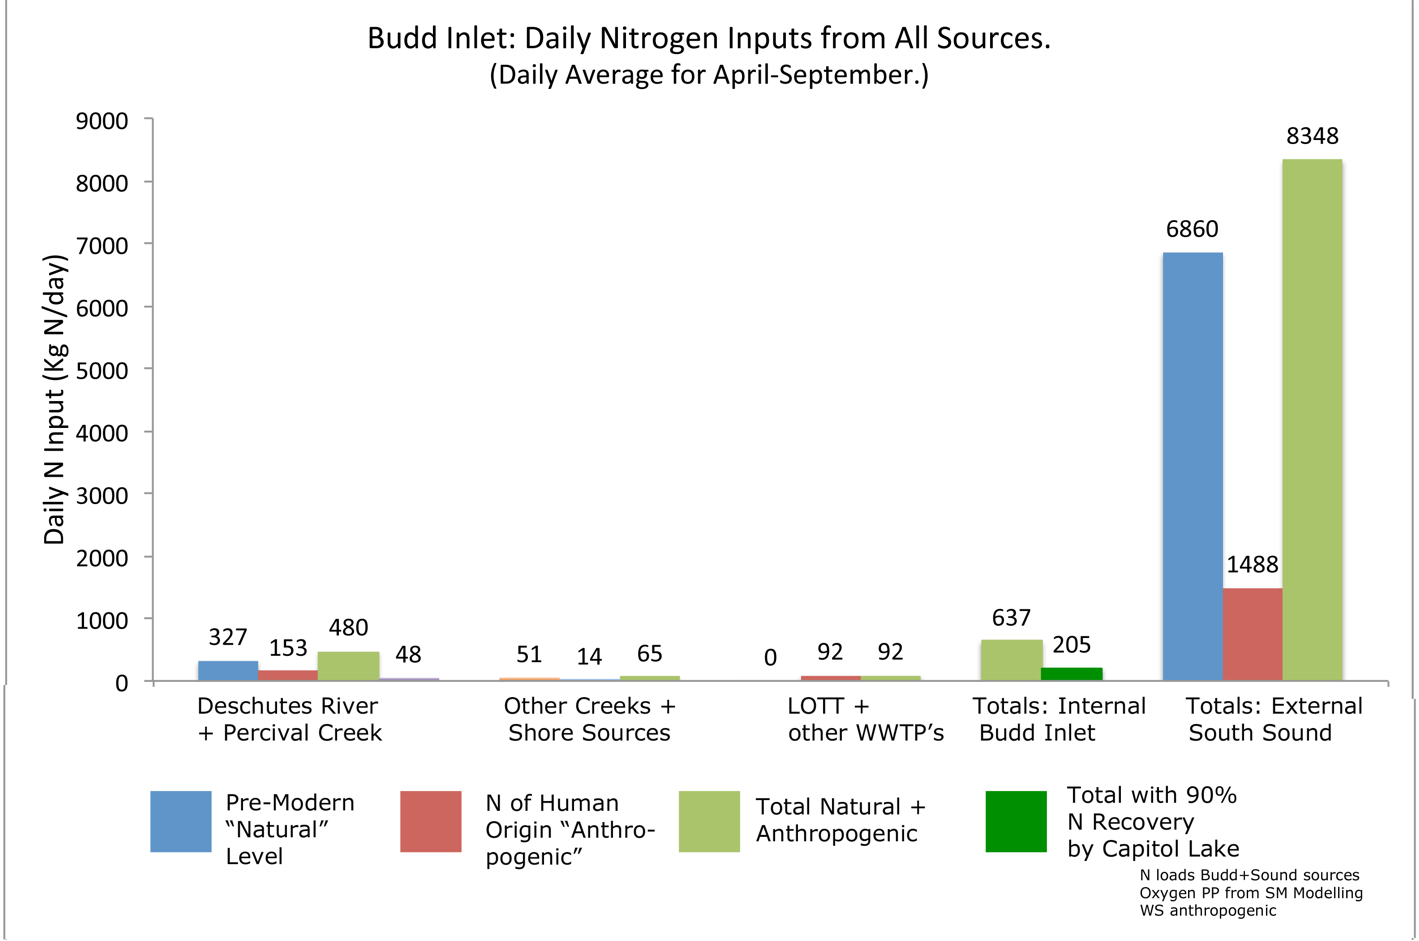 Budd Inlet: Daily Nitrogen Inputs from All Sources.
(Daily Average for April-September.)
Daily N Input (Kg N/day)
9000
8000
7000
6000
5000
4000
3000
2000
1000
0
327
153
480
48
51
14
65
0
92
92
637
205
6860
1488
8348
Deschutes River
+ Percival Creek
Other Creeks +
Shore Sources
LOTT +
other WWTP’s
Totals: Internal
Budd Inlet
Totals: External
South Sound
Pre-Modern
“Natural”
Level
N of Human
Origin “Anthro-
pogenic”
Total Natural +
Anthropogenic
Total with 90%
N Recovery
by Capitol Lake
N loads Budd+Sound sources
Oxygen PP from SM Modelling
WS anthropogenic